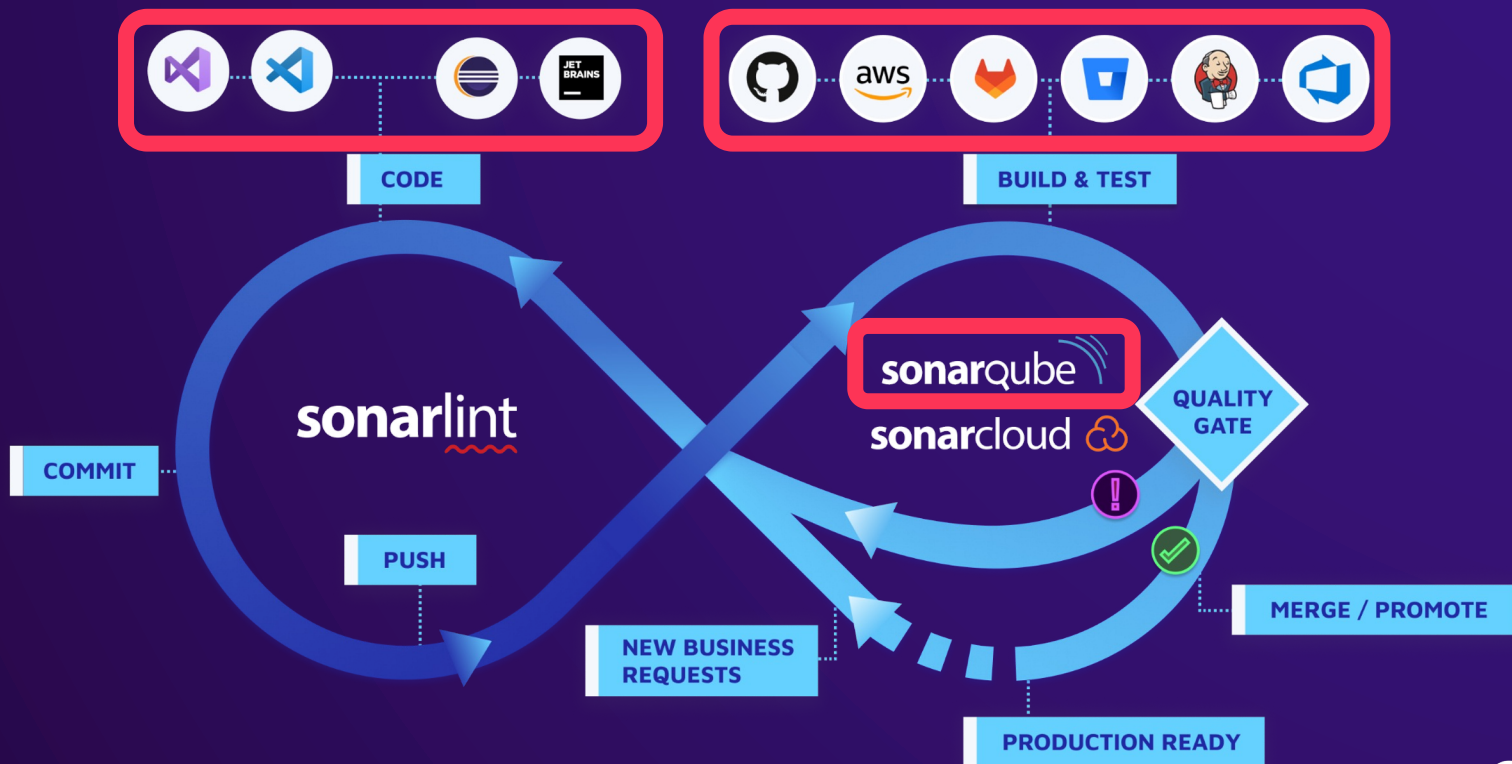 JET
BRAINS
aws
CODE
BUILD & TEST
sonarqube
QUALITY
GATE
sonarlint
sonarcloud
COMMIT
PUSH
MERGE / PROMOTE
NEW BUSINESS
REQUESTS
PRODUCTION READY